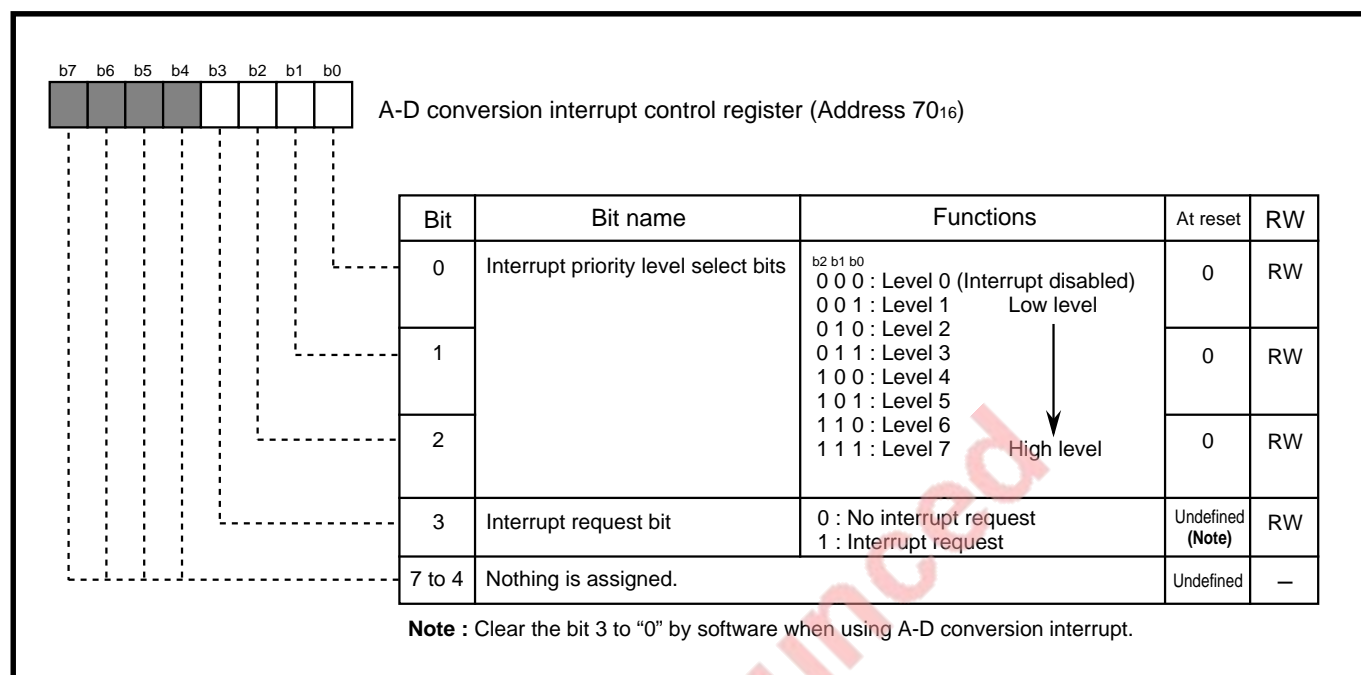 b7 b6 b5 b4 b3 b2 b1 b0
A-D conversion interrupt control register (Address 70₁₆)
Bit Bit name Functions At reset RW
0 Interrupt priority level select bits b2 b1 b0 0 RW
0 0 0 : Level 0 (Interrupt disabled)
0 0 1 : Level 1 Low level
0 1 0 : Level 2
1 0 1 1 : Level 3 0 RW
1 0 0 : Level 4
1 0 1 : Level 5
1 1 0 : Level 6
2 1 1 1 : Level 7 High level 0 RW
3 Interrupt request bit 0 : No interrupt request Undefined RW
1 : Interrupt request (Note)
7 to 4 Nothing is assigned. Undefined –
Note : Clear the bit 3 to “0” by software when using A-D conversion interrupt.
unced